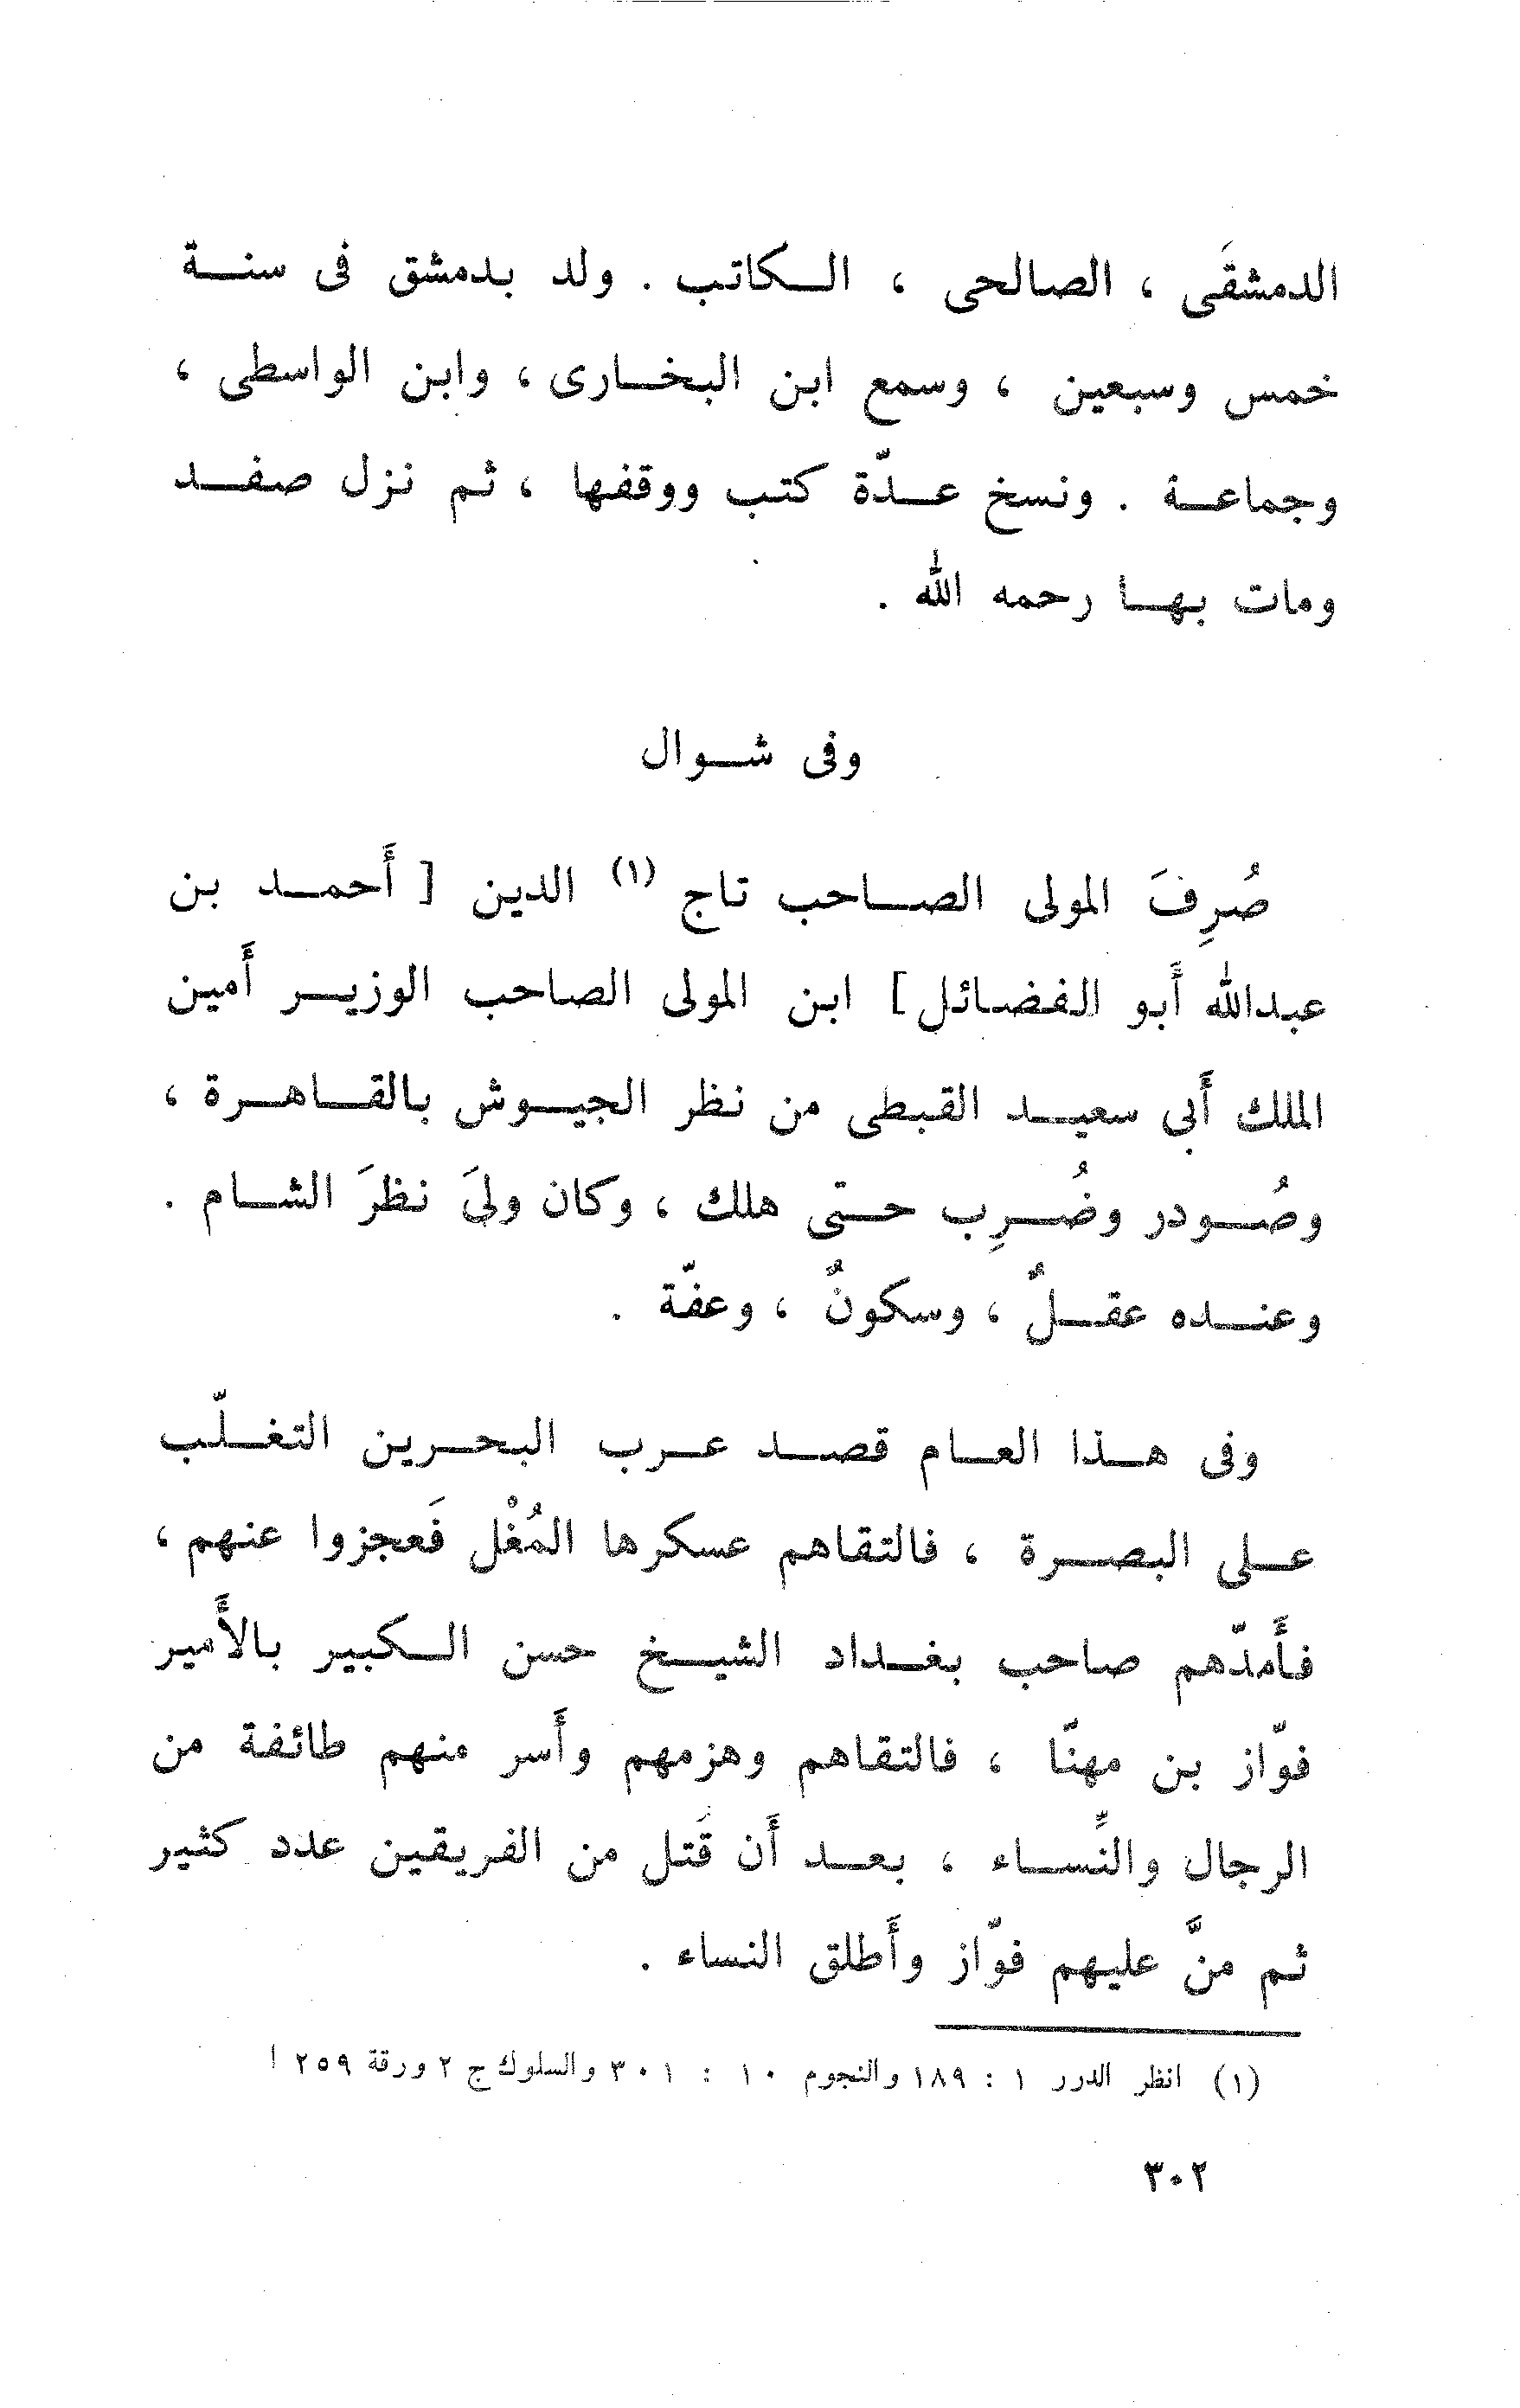 الدمشقَى ، الصالحى ، الكاتب . ولد بدمشق فى سنة
خمس وسبعين ، وسمع ابن البخارى ، وابن الواسطى ،
وجماعة . ونسخ عدّة كتب ووقفها ، ثم نزل صفد
ومات بها رحمه الله .
وفى شوال
صُرِفَ المولى الصاحب تاج (١) الدين [ أَحمد بن
عبدالله أَبو الفضائل ] ابن المولى الصاحب الوزير أَمين
الملك أَبى سعيد القبطى من نظر الجيوش بالقاهرة ،
وصُودر وضُرِب حتى هلك ، وكان ولىَ نظرَ الشام .
وعنده عقلٌ ، وسكونٌ ، وعفّة .
وفى هذا العام قصد عرب البحرين التغلّب
على البصرة ، فالتقاهم عسكرها المُغْل فَعجزوا عنهم ،
فأَمدّهم صاحب بغداد الشيخ حسن الكبير بالأَمير
فوّاز بن مهنّا ، فالتقاهم وهزمهم وأَسر منهم طائفة من
الرجال والنِّساء ، بعد أَن قَتل من الفريقين عدد كثير
ثم منَّ عليهم فوّاز وأَطلق النساء .
(١) انظر الدرر ١ : ١٨٩ والنجوم ١٠ : ٣٠١ والسلوك ج ٢ ورقة ٢٥٩ ا
٣٠٢